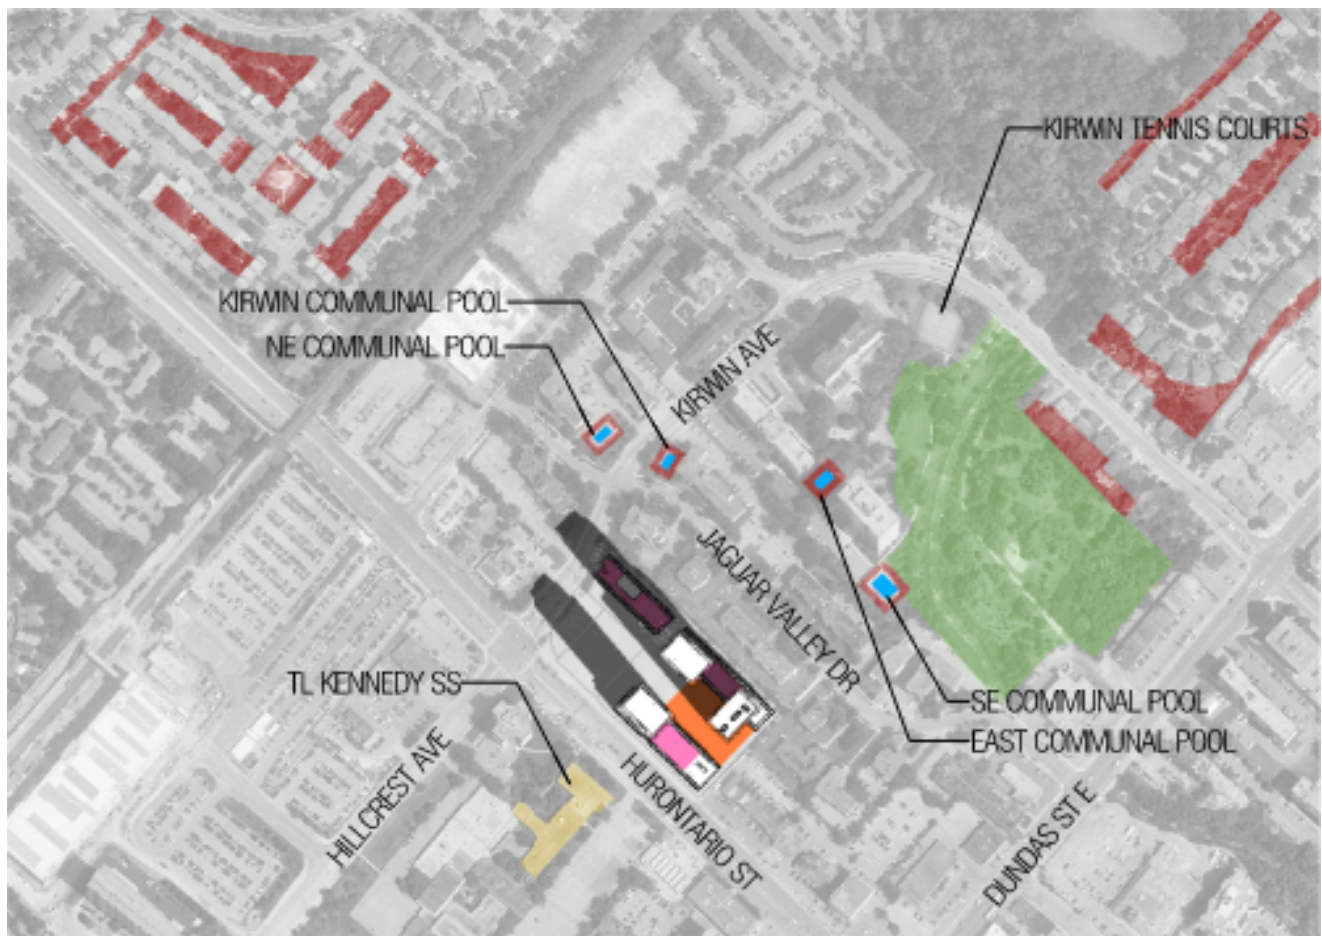 KIRWIN TENNIS COURTS
KIRWIN COMMUNAL POOL
NE COMMUNAL POOL
KIRWIN AVE
JAGUAR VALLEY DR
TL KENNEDY SS
SE COMMUNAL POOL
EAST COMMUNAL POOL
HILLCREST AVE
HURONTARIO ST
DUNDAS ST E